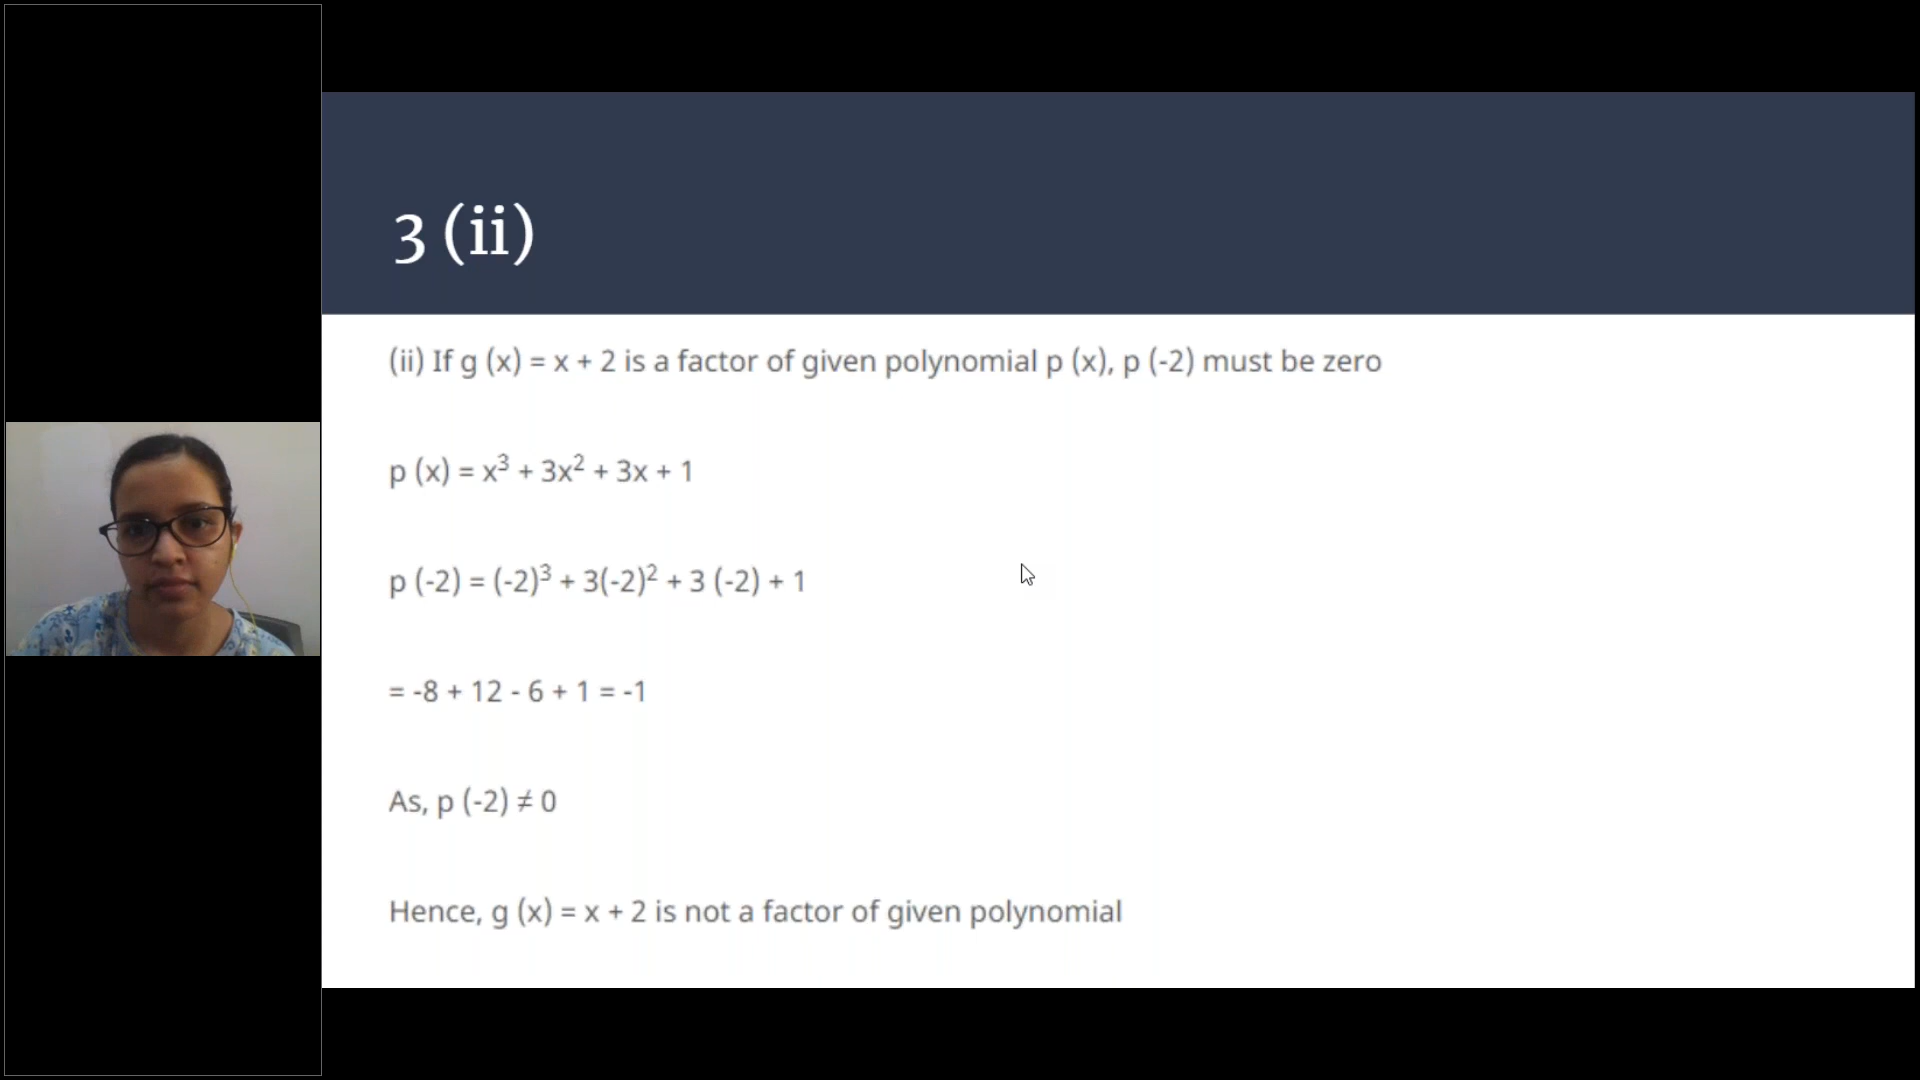 3 (ii)
(ii) If g (x) = x + 2 is a factor of given polynomial p (x), p (-2) must be zero
p (x) = x³ + 3x² + 3x + 1
p (-2) = (-2)³ + 3(-2)² + 3 (-2) + 1
= -8 + 12 - 6 + 1 = -1
As, p (-2) ≠ 0
Hence, g (x) = x + 2 is not a factor of given polynomial